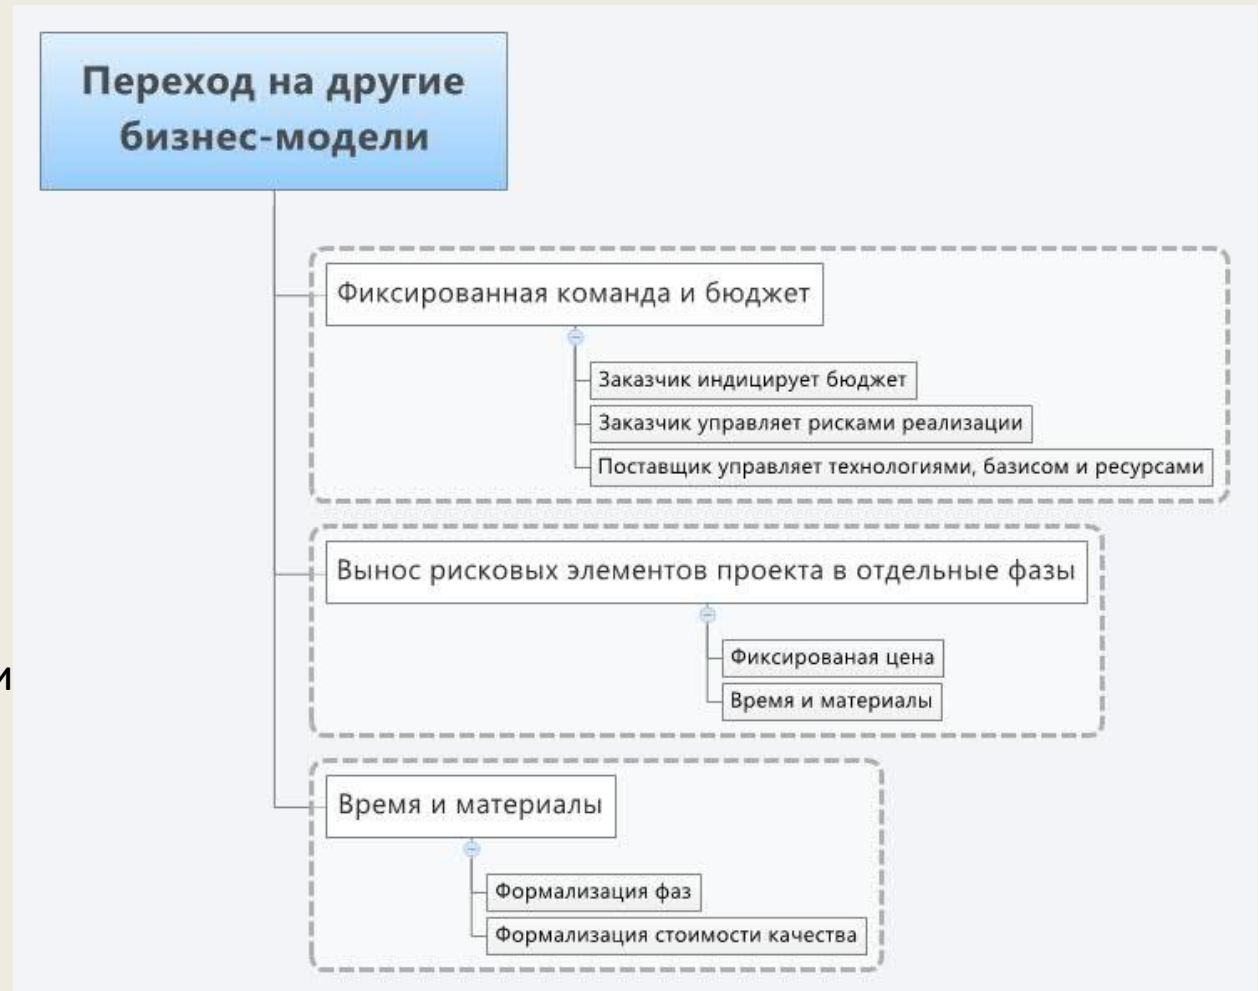 Переход на другие
бизнес-модели
Фиксированная команда и бюджет
Заказчик индицирует бюджет
Заказчик управляет рисками реализации
Поставщик управляет технологиями, базисом и ресурсами
Вынос рисковых элементов проекта в отдельные фазы
Фиксированая цена
Время и материалы
Время и материалы
Формализация фаз
Формализация стоимости качества